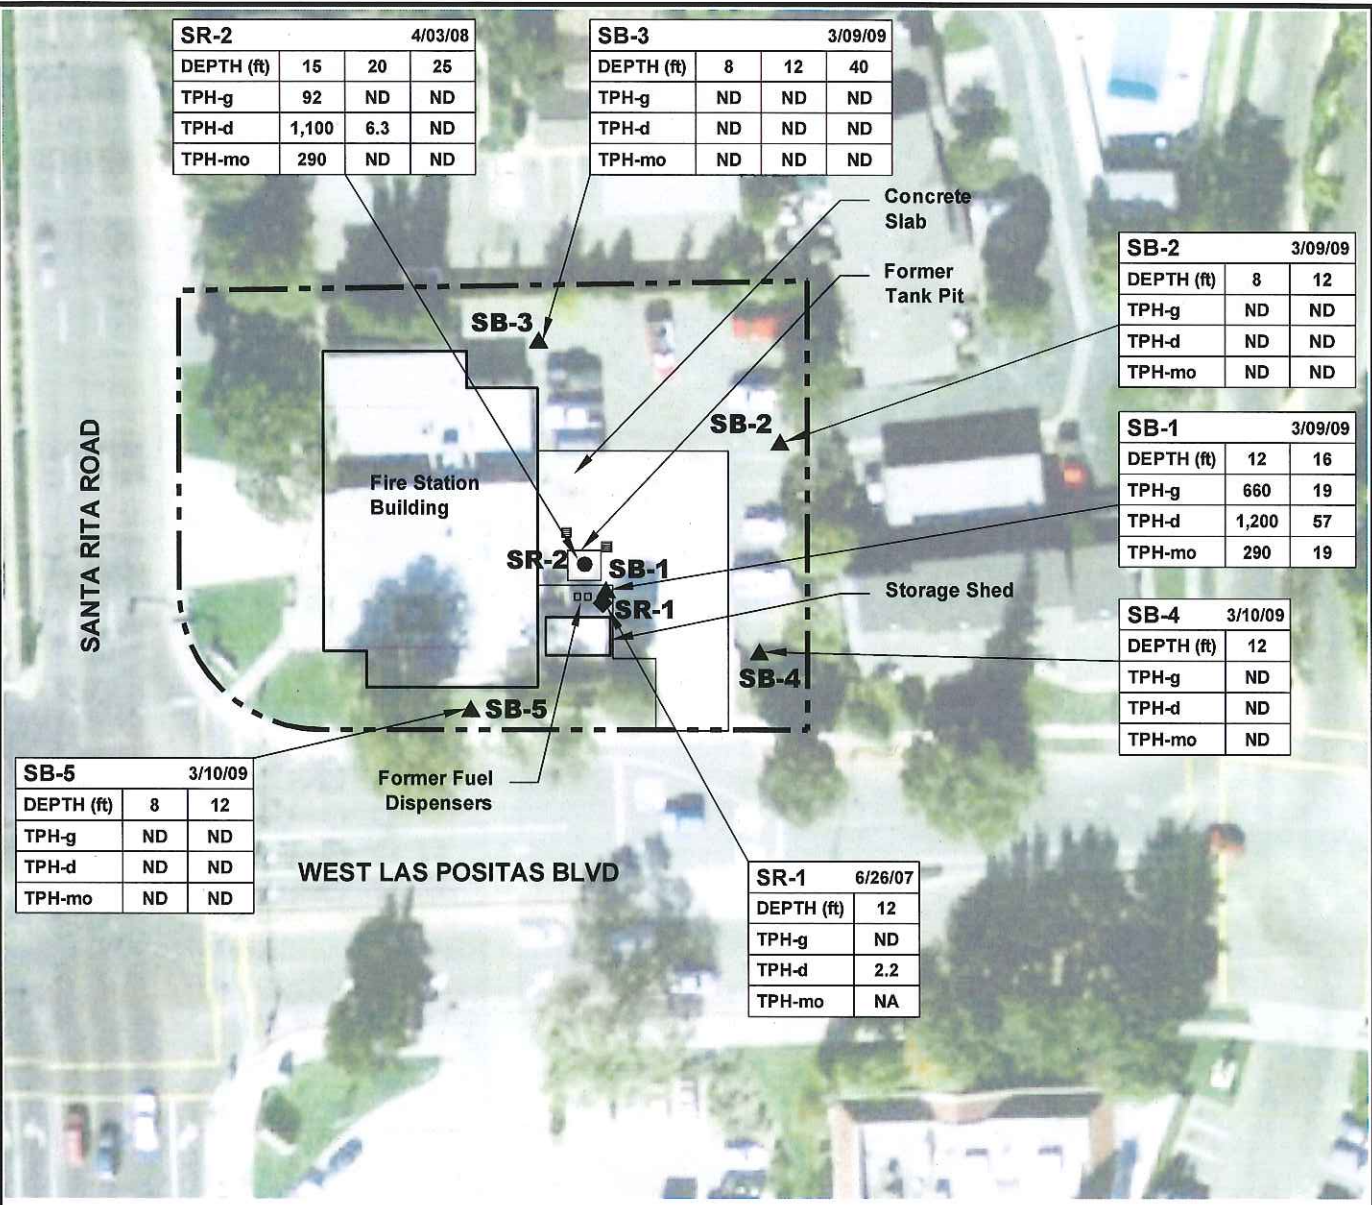 SR-2 4/03/08
DEPTH (ft) 15 20 25
TPH-g 92 ND ND
TPH-d 1,100 6.3 ND
TPH-mo 290 ND ND
SB-3 3/09/09
DEPTH (ft) 8 12 40
TPH-g ND ND ND
TPH-d ND ND ND
TPH-mo ND ND ND
Concrete
Slab
Former
Tank Pit
SB-2 3/09/09
DEPTH (ft) 8 12
TPH-g ND ND
TPH-d ND ND
TPH-mo ND ND
SB-3
SB-2
SB-1 3/09/09
DEPTH (ft) 12 16
TPH-g 660 19
TPH-d 1,200 57
TPH-mo 290 19
SANTA RITA ROAD
Fire Station
Building
SR-2
SB-1
SR-1
Storage Shed
SB-4 3/10/09
DEPTH (ft) 12
TPH-g ND
TPH-d ND
TPH-mo ND
SB-4
SB-5
SB-5 3/10/09
DEPTH (ft) 8 12
TPH-g ND ND
TPH-d ND ND
TPH-mo ND ND
Former Fuel
Dispensers
WEST LAS POSITAS BLVD
SR-1 6/26/07
DEPTH (ft) 12
TPH-g ND
TPH-d 2.2
TPH-mo NA